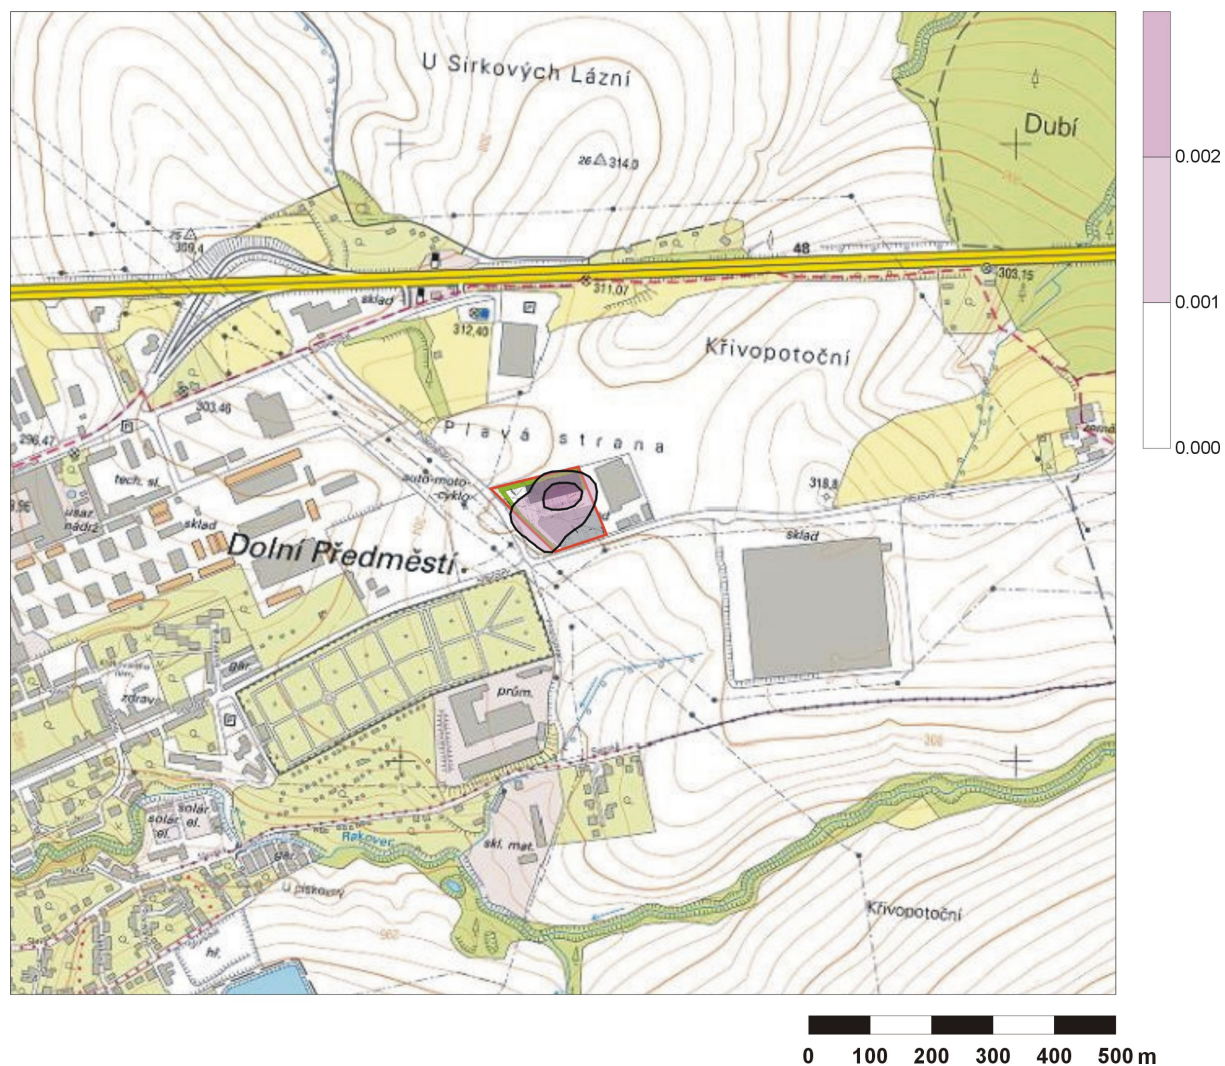 U Sirkových Lázní
Dubí
26 314,0
25
309,4
48
303,15
311,07
sklad
312,40
Křivopotoční
303,46
P
296,47
Plavá strana
tech. sl.
auto-moto-
cyklo-
318,8
usar.
nádrž
sklad
Dolní Předměstí
sklad
gar.
zdrav.
P
prům.
solár.
el.
solár.
el.
Rakovec
skl. mat.
gar.
U pískovny
Křivopotoční
hl.
0.002
0.001
0.000
0 100 200 300 400 500 m